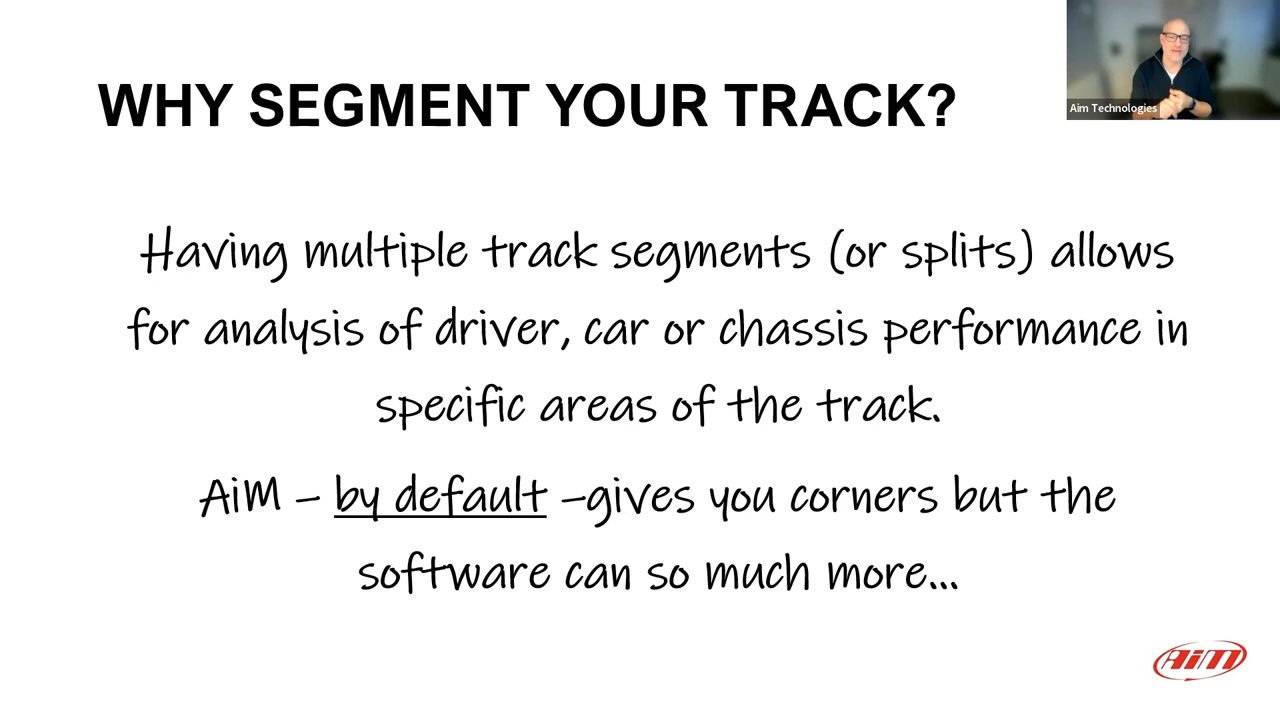 WHY SEGMENT YOUR TRACK?
Aim Technologies
Having multiple track segments (or splits) allows
for analysis of driver, car or chassis performance in
specific areas of the track.
AiM – by default –gives you corners but the
software can so much more...
AiM